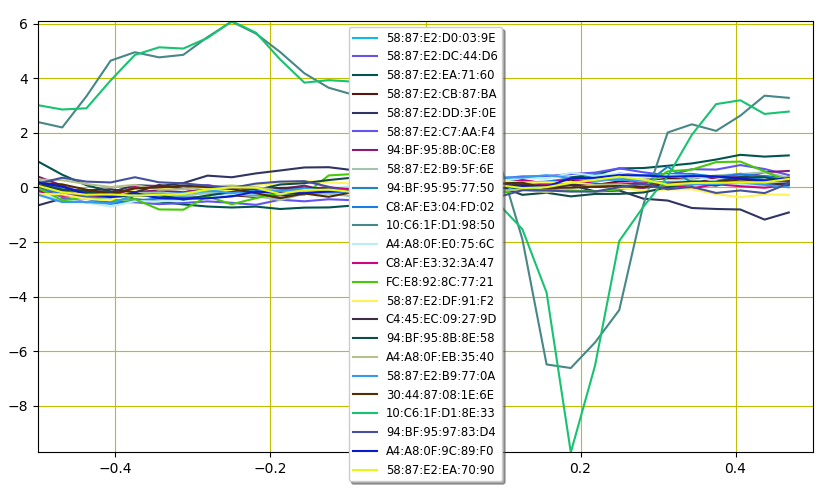 6
4
2
0
−2
−4
−6
−8
−0.4
−0.2
0.2
0.4
58:87:E2:D0:03:9E
58:87:E2:DC:44:D6
58:87:E2:EA:71:60
58:87:E2:CB:87:BA
58:87:E2:DD:3F:0E
58:87:E2:C7:AA:F4
94:BF:95:8B:0C:E8
58:87:E2:B9:5F:6E
94:BF:95:95:77:50
C8:AF:E3:04:FD:02
10:C6:1F:D1:98:50
A4:A8:0F:E0:75:6C
C8:AF:E3:32:3A:47
FC:E8:92:8C:77:21
58:87:E2:DF:91:F2
C4:45:EC:09:27:9D
94:BF:95:8B:8E:58
A4:A8:0F:EB:35:40
58:87:E2:B9:77:0A
30:44:87:08:1E:6E
10:C6:1F:D1:8E:33
94:BF:95:97:83:D4
A4:A8:0F:9C:89:F0
58:87:E2:EA:70:90